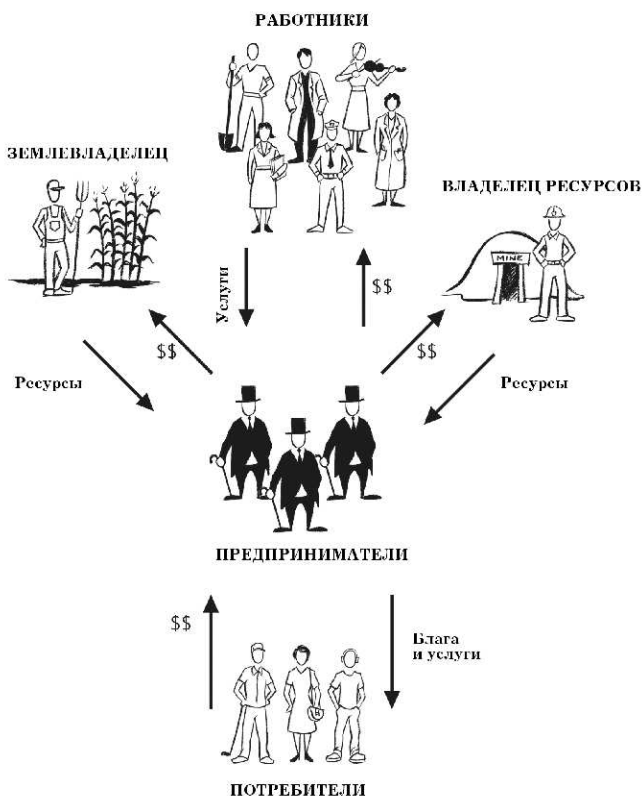 РАБОТНИКИ
ЗЕМЛЕВЛАДЕЛЕЦ
ВЛАДЕЛЕЦ РЕСУРСОВ
MINE
Услуги
$$
$$
$$
Ресурсы
Ресурсы
ПРЕДПРИНИМАТЕЛИ
$$
Блага
и услуги
ПОТРЕБИТЕЛИ